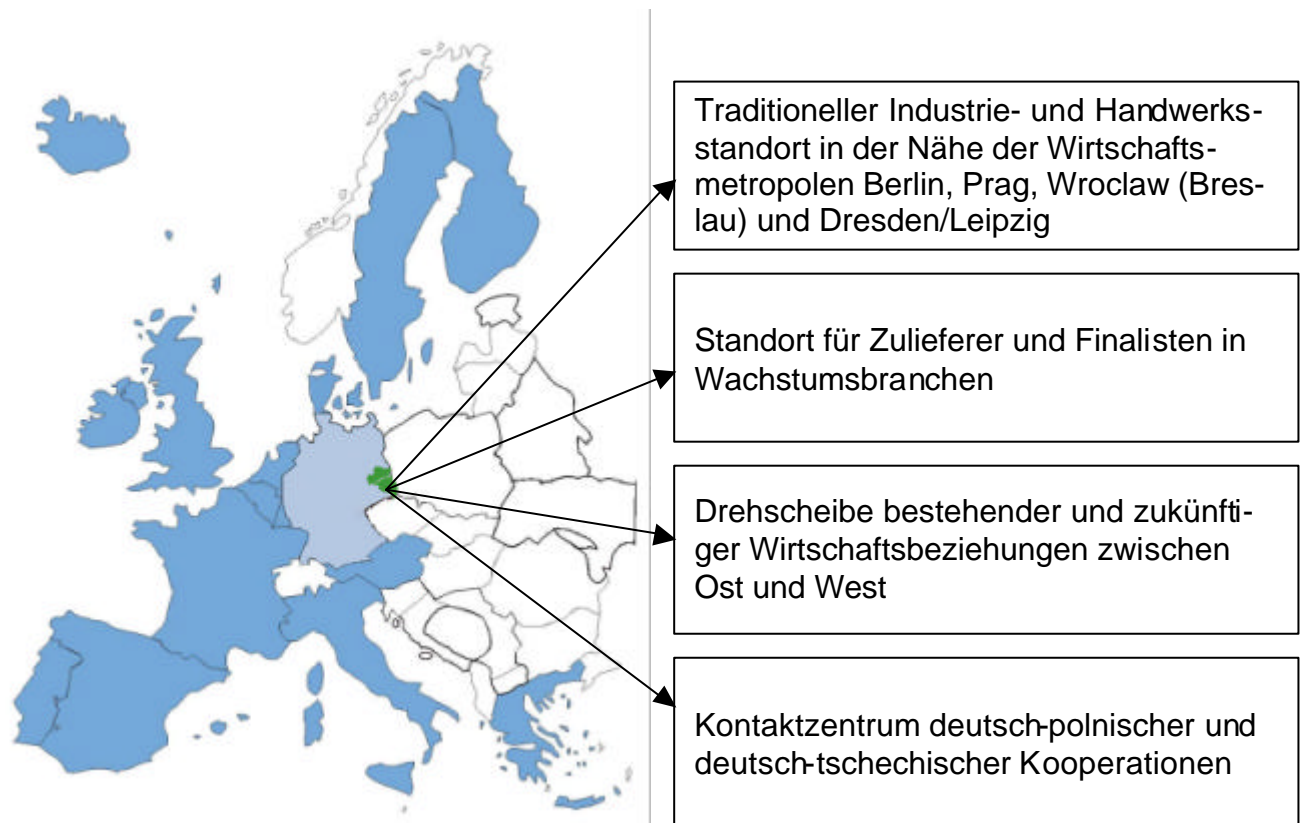 Traditioneller Industrie- und Handwerks-
standort in der Nähe der Wirtschafts-
metropolen Berlin, Prag, Wroclaw (Bres-
lau) und Dresden/Leipzig
Standort für Zulieferer und Finalisten in
Wachstumsbranchen
Drehscheibe bestehender und zukünfti-
ger Wirtschaftsbeziehungen zwischen
Ost und West
Kontaktzentrum deutsch-polnischer und
deutsch-tschechischer Kooperationen